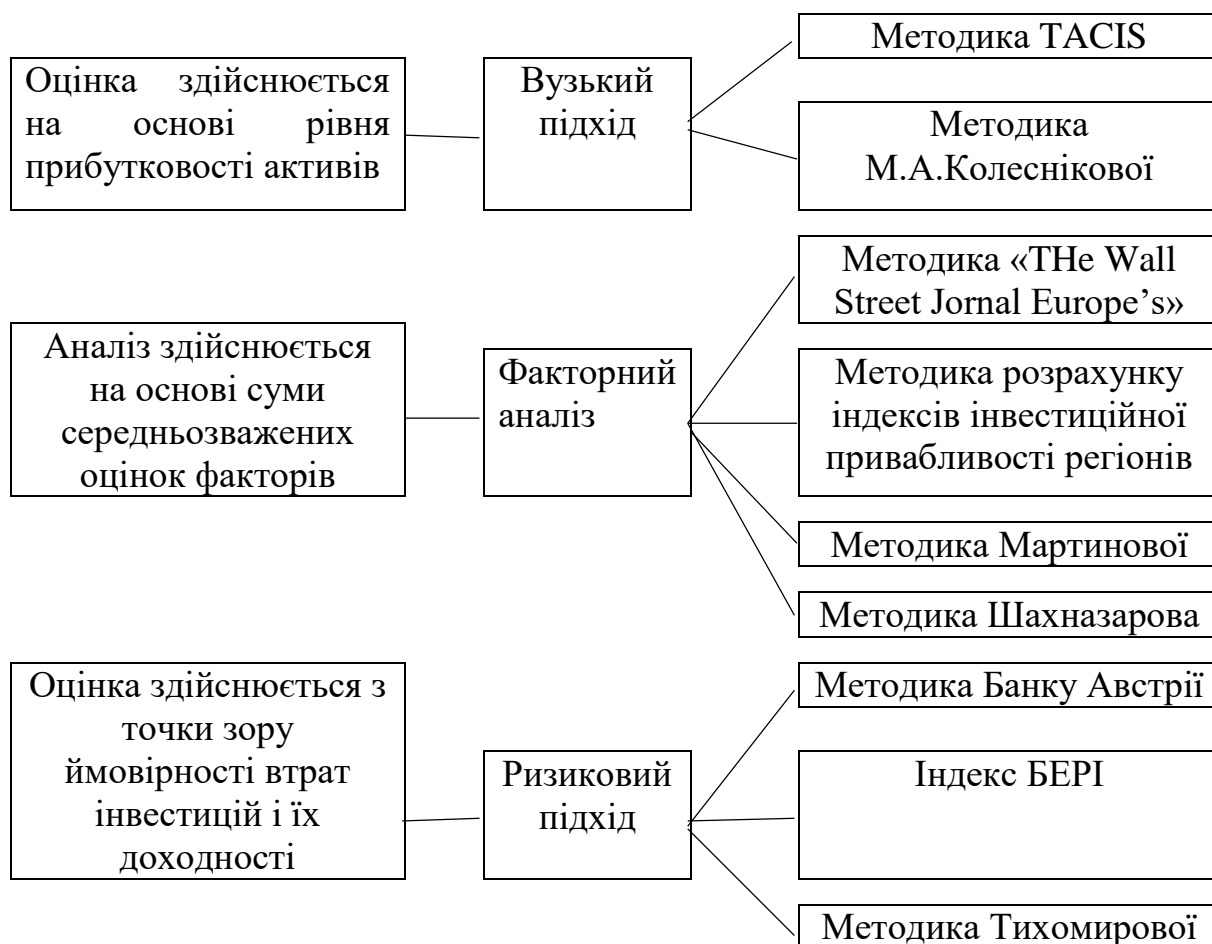 Оцінка здійснюється
на основі рівня
прибутковості активів
Вузький
підхід
Методика TACIS
Методика
М.А.Колеснікової
Аналіз здійснюється
на основі суми
середньозважених
оцінок факторів
Факторний
аналіз
Методика «THe Wall
Street Jornal Europe’s»
Методика розрахунку
індексів інвестиційної
привабливості регіонів
Методика Мартинової
Методика Шахназарова
Оцінка здійснюється з
точки зору
ймовірності втрат
інвестицій і їх
доходності
Ризиковий
підхід
Методика Банку Австрії
Індекс БЕРІ
Методика Тихомирової